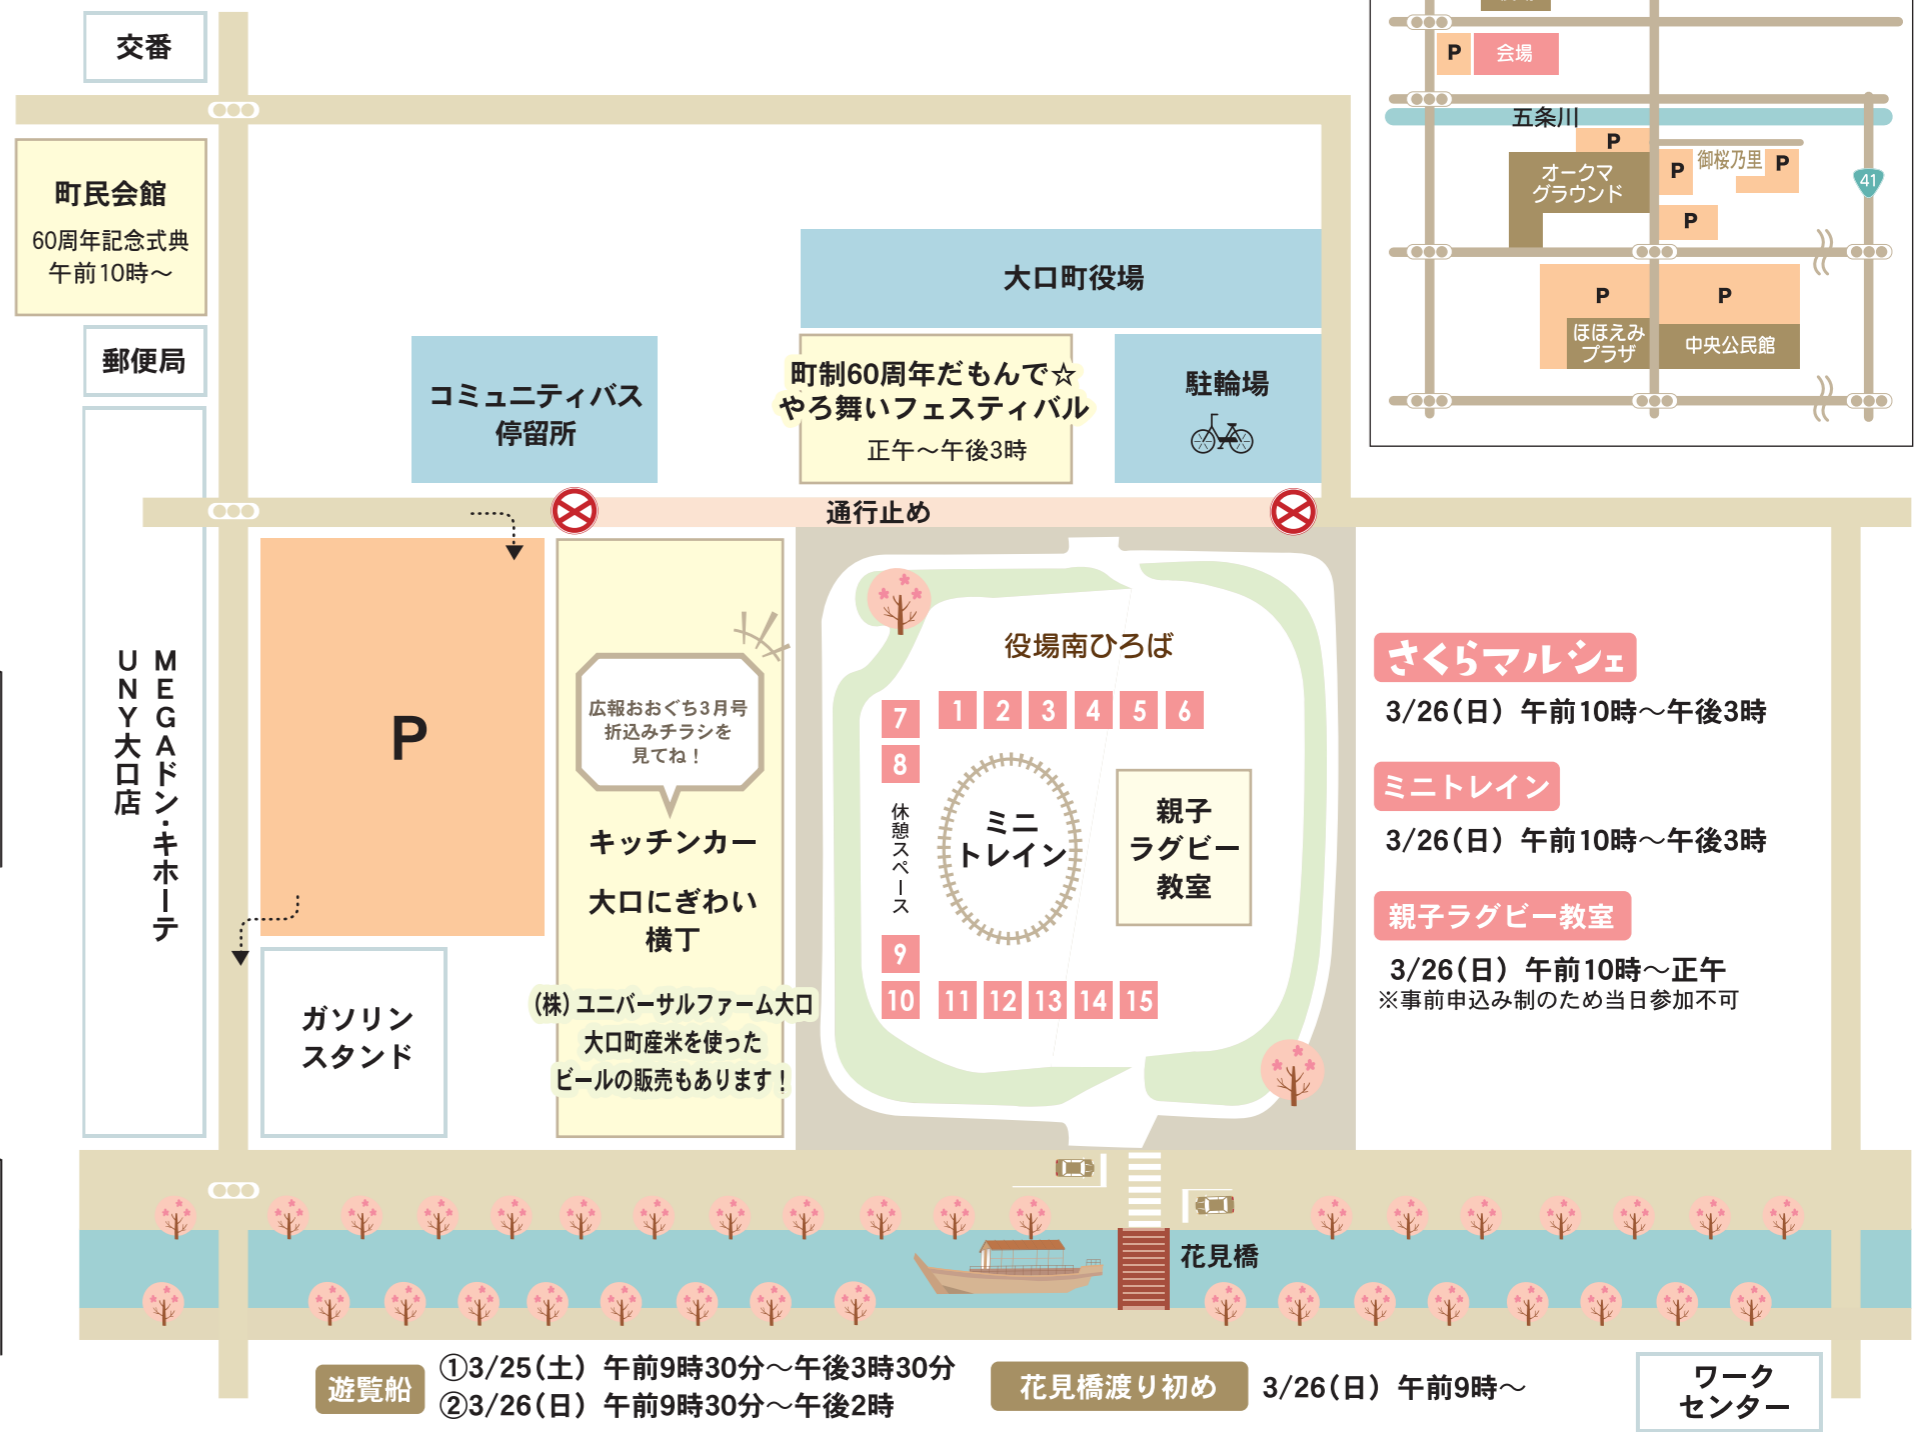 交番
町民会館
60周年記念式典
午前10時～
郵便局
MEGAドン・キホーテ
UNY大口店
コミュニティバス
停留所
大口町役場
町制60周年だもんで☆
やろ舞いフェスティバル
正午～午後3時
駐輪場
通行止め
P
ガソリン
スタンド
広報おおぐち3月号
折込みチラシを
見てね！
キッチンカー
大口にぎわい
横丁
（株）ユニバーサルファーム大口
大口町産米を使った
ビールの販売もあります！
役場南ひろば
1 2 3 4 5 6
7
8
休憩スペース
9
10 11 12 13 14 15
ミニ
トレイン
親子
ラグビー
教室
さくらマルシェ
3/26（日） 午前10時～午後3時
ミニトレイン
3/26（日） 午前10時～午後3時
親子ラグビー教室
3/26（日） 午前10時～正午
※事前申込み制のため当日参加不可
花見橋
遊覧船
①3/25（土） 午前9時30分～午後3時30分
②3/26（日） 午前9時30分～午後2時
花見橋渡り初め
3/26（日） 午前9時～
ワーク
センター
P
会場
五条川
P
オークマ
グラウンド
P
御桜乃里
P
41
P
P
P
ほほえみ
プラザ
中央公民館